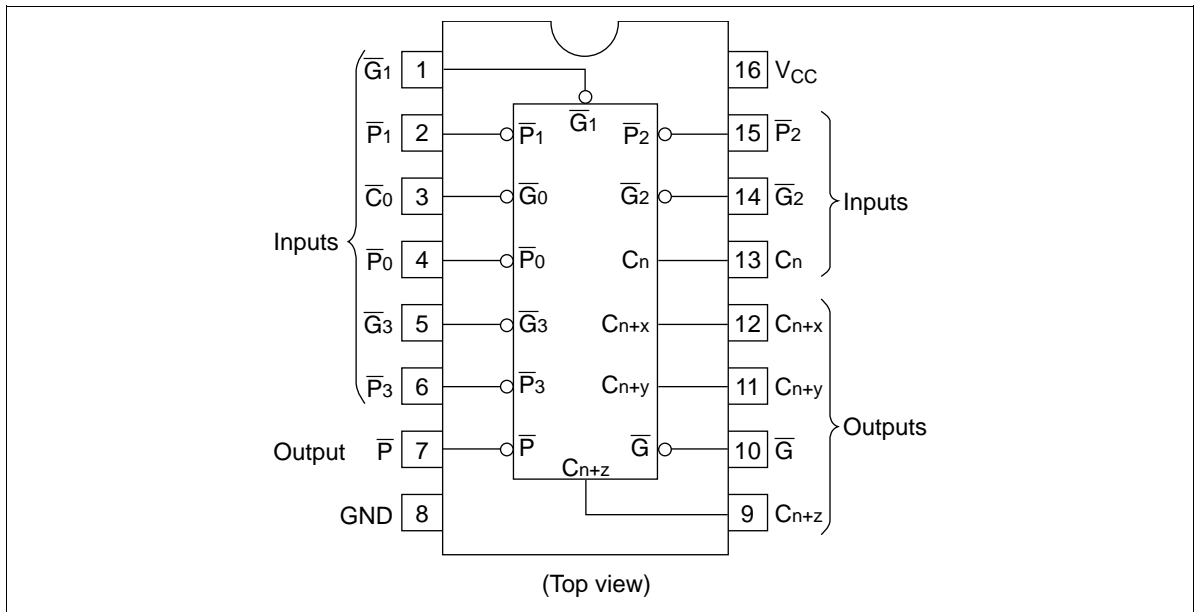 G̅1 1 16 VCC
G̅1
P̅1 2 P̅1 P̅2 15 P̅2
C̅0 3 G̅0 G̅2 14 G̅2
Inputs
Inputs
P̅0 4 P̅0 Cn 13 Cn
G̅3 5 G̅3 Cn+x 12 Cn+x
P̅3 6 P̅3 Cn+y 11 Cn+y
Outputs
Output P̅ 7 P̅ G̅ 10 G̅
Cn+z
GND 8 9 Cn+z
(Top view)